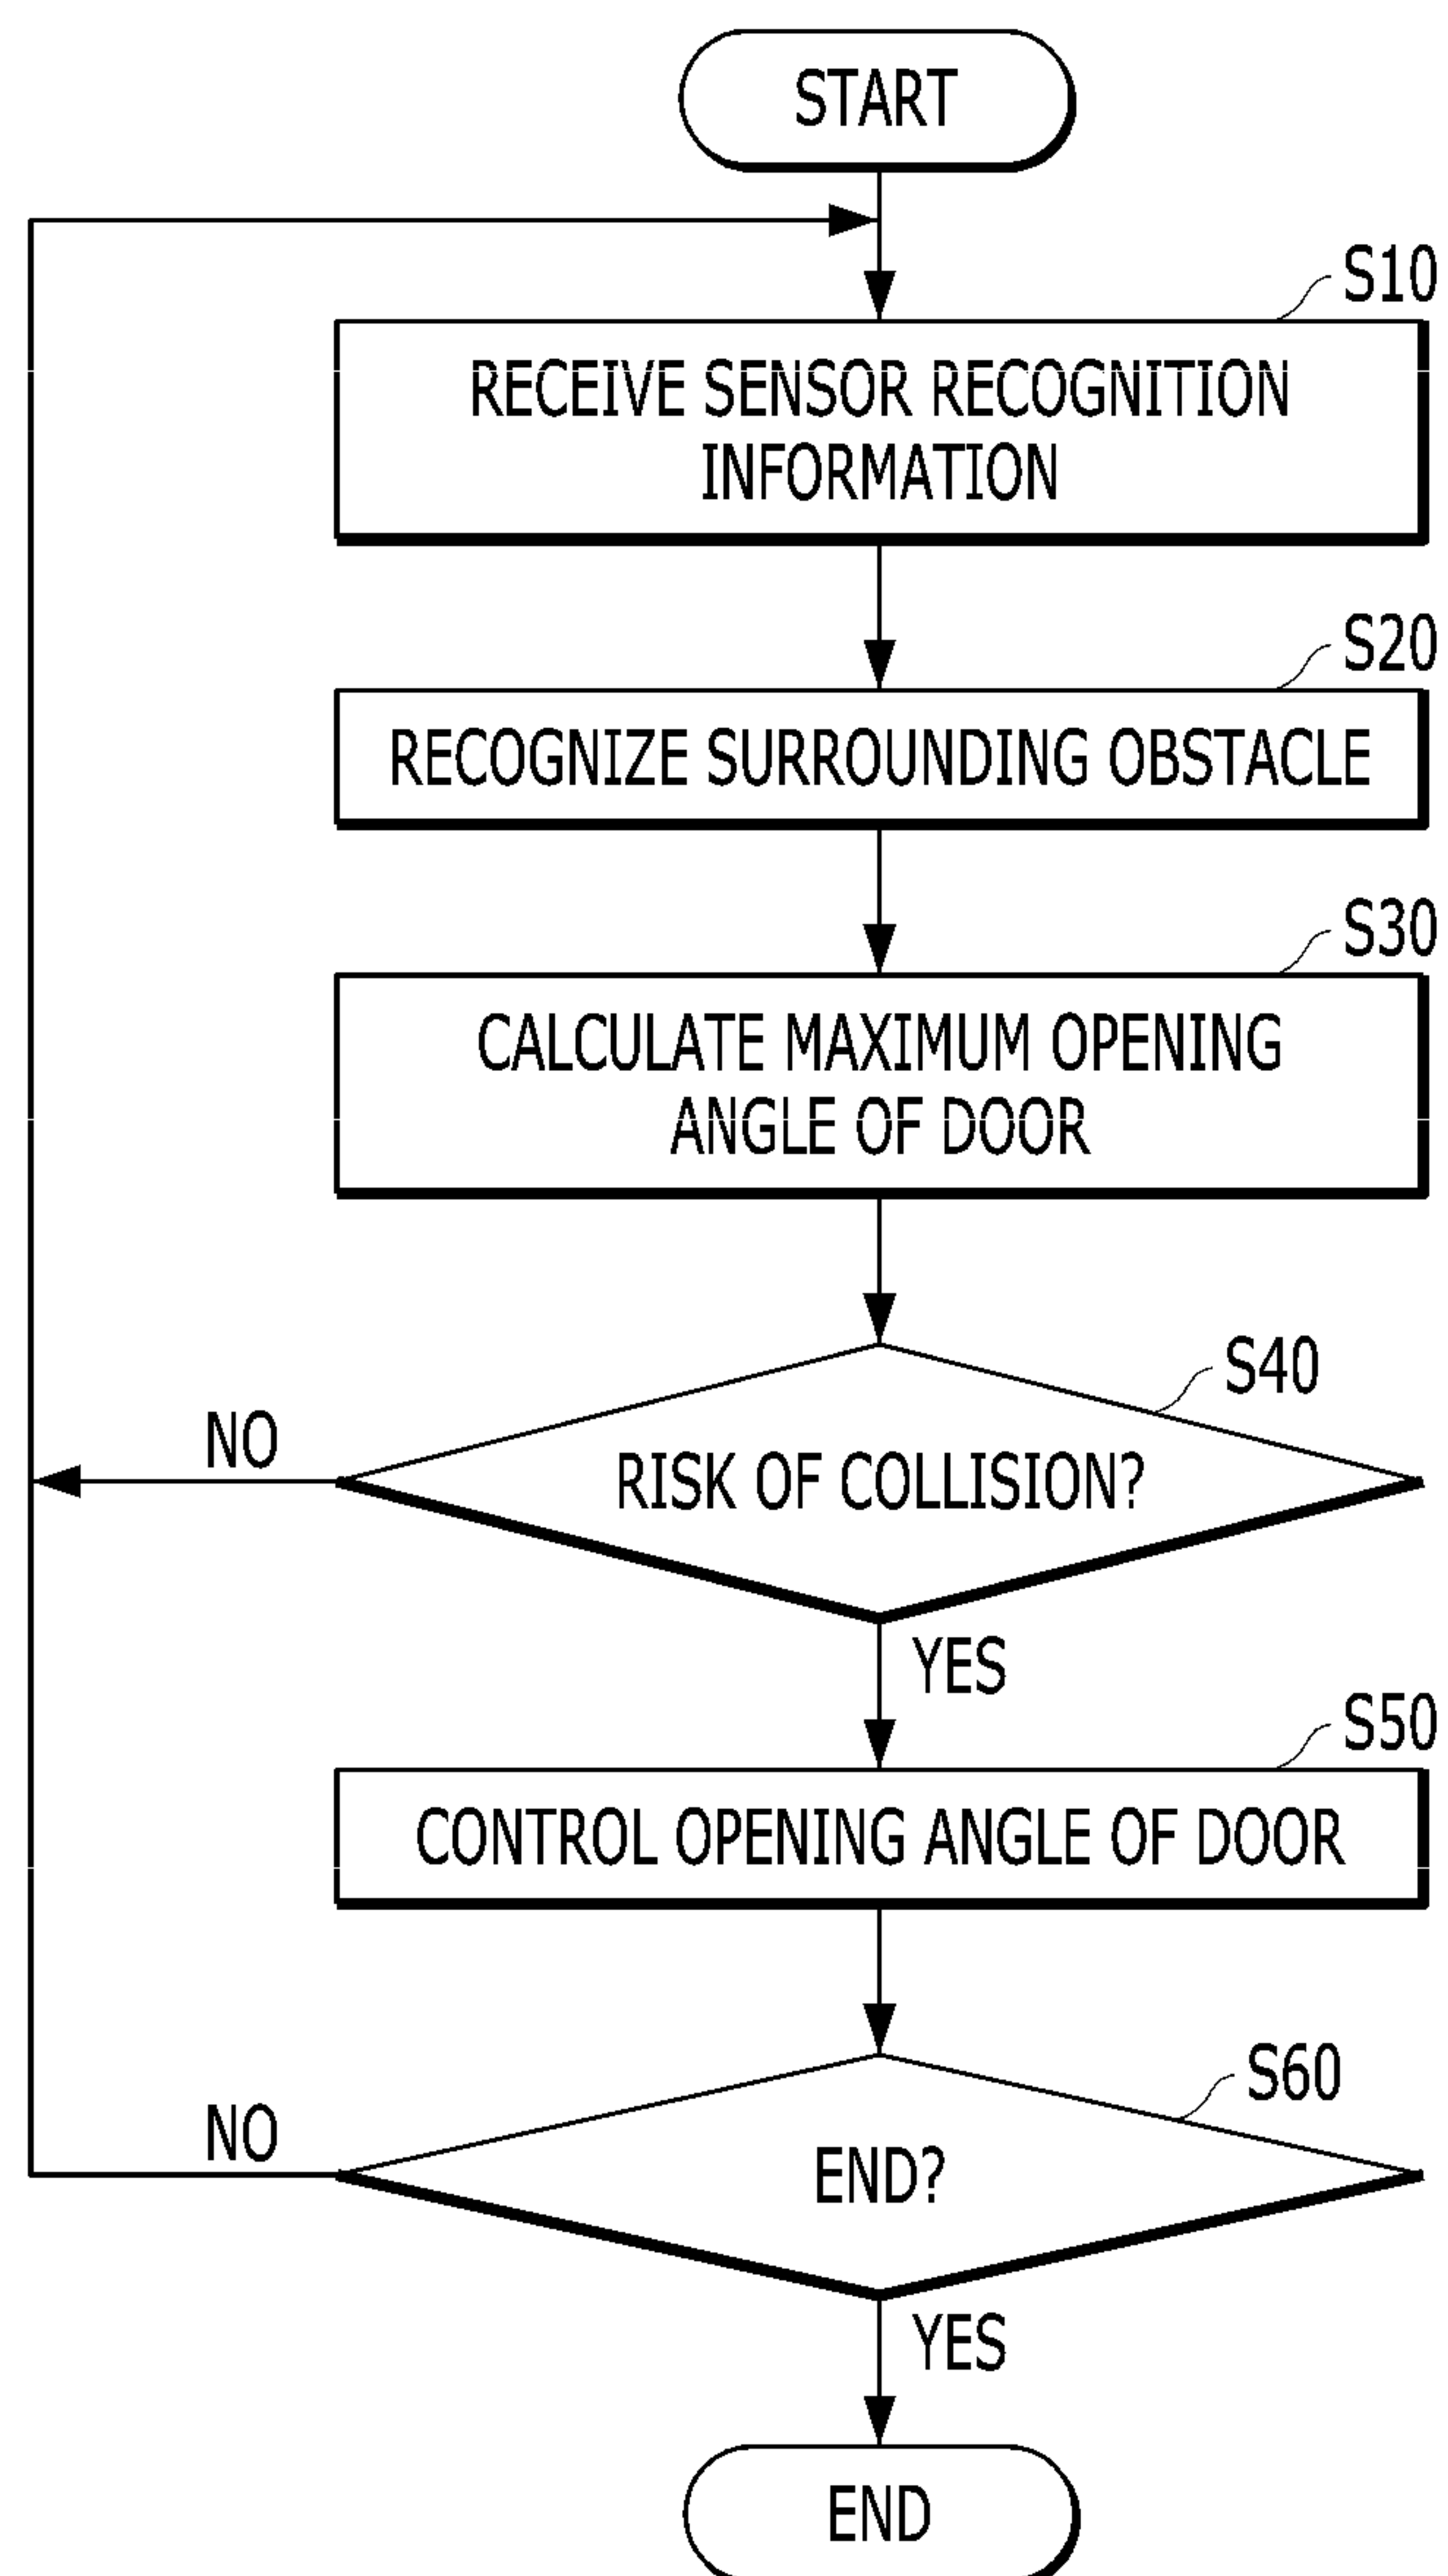 START
S10
RECEIVE SENSOR RECOGNITION
INFORMATION
S20
RECOGNIZE SURROUNDING OBSTACLE
S30
CALCULATE MAXIMUM OPENING
ANGLE OF DOOR
S40
NO
RISK OF COLLISION?
YES
S50
CONTROL OPENING ANGLE OF DOOR
S60
NO
END?
YES
END